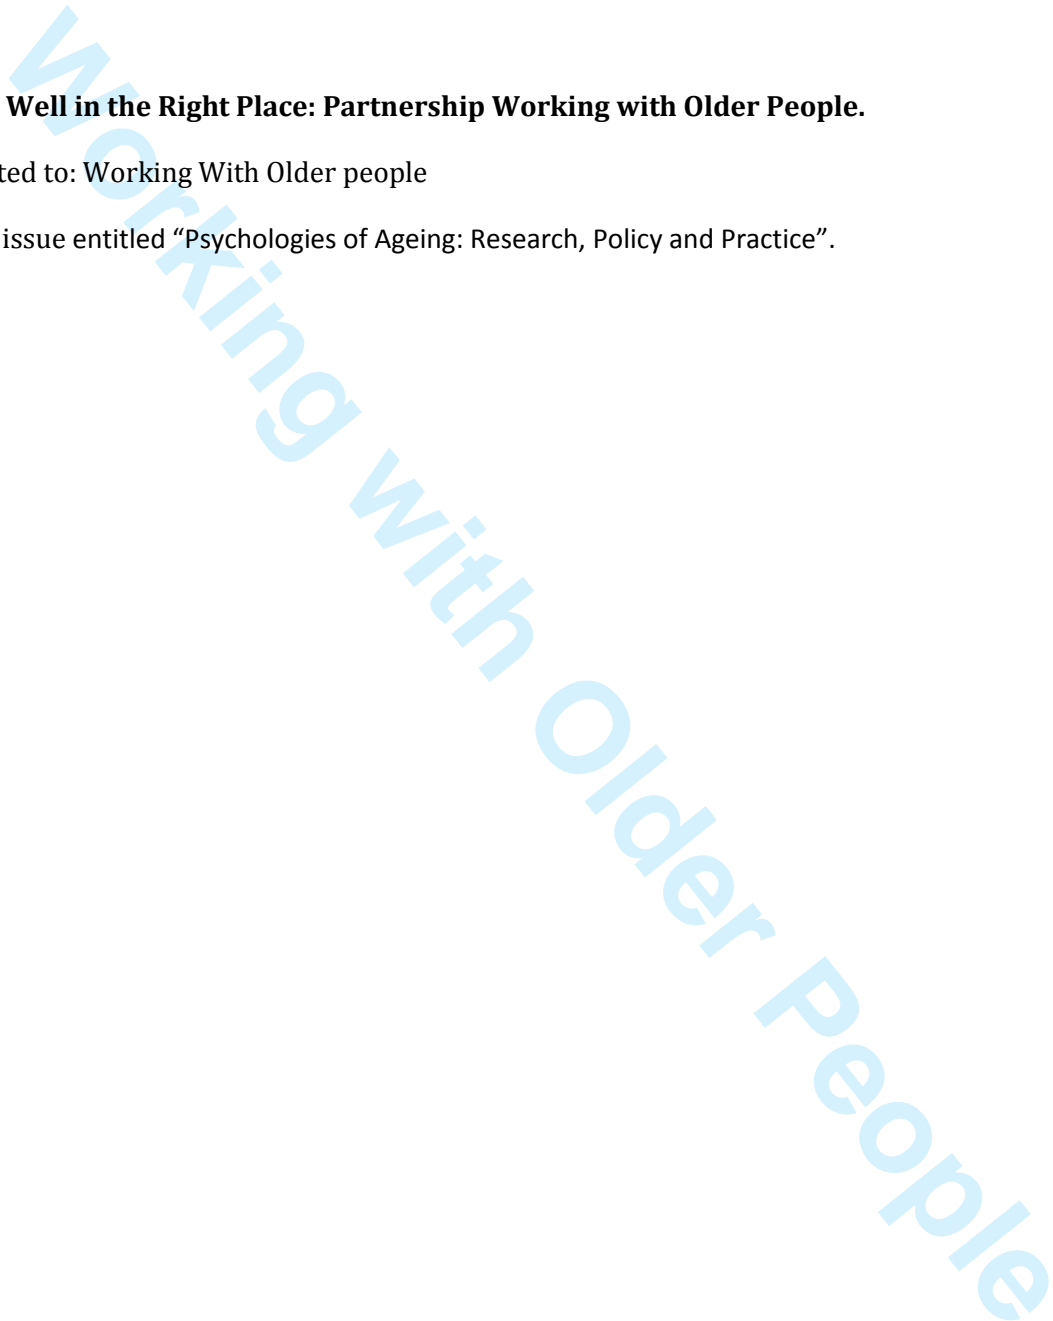 Well in the Right Place: Partnership Working with Older People.
ted to: Working With Older people
issue entitled “Psychologies of Ageing: Research, Policy and Practice”.
Working with Older People